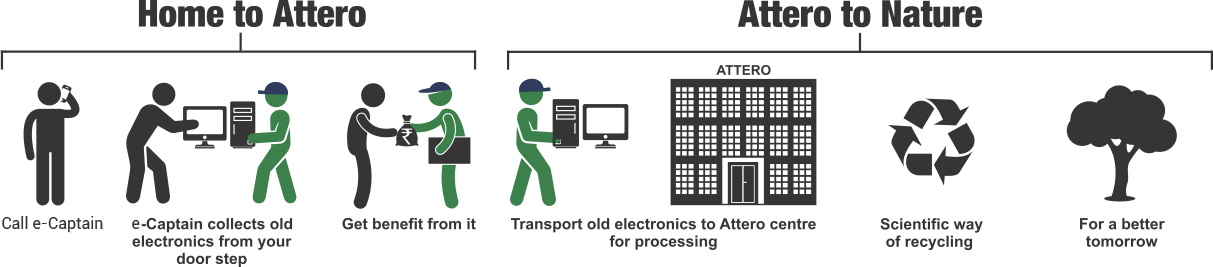 Home to Attero
Attero to Nature
ATTERO
₹
Call e-Captain
e-Captain collects old
electronics from your
door step
Get benefit from it
Transport old electronics to Attero centre
for processing
Scientific way
of recycling
For a better
tomorrow